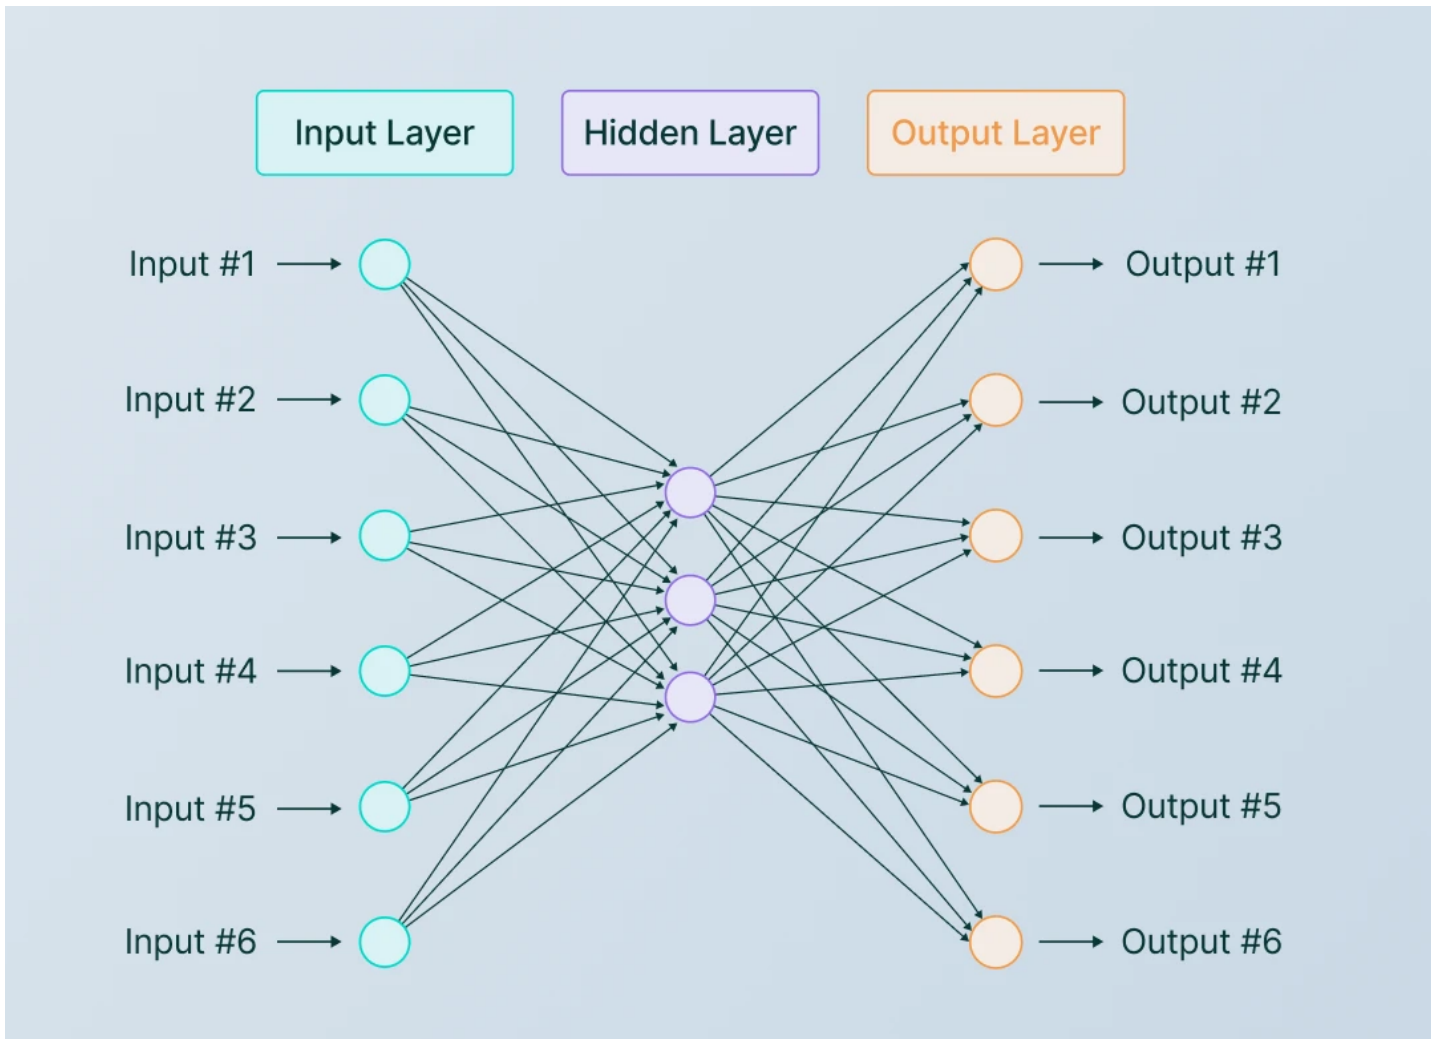 Input Layer
Hidden Layer
Output Layer
Input #1
Output #1
Input #2
Output #2
Input #3
Output #3
Input #4
Output #4
Input #5
Output #5
Input #6
Output #6